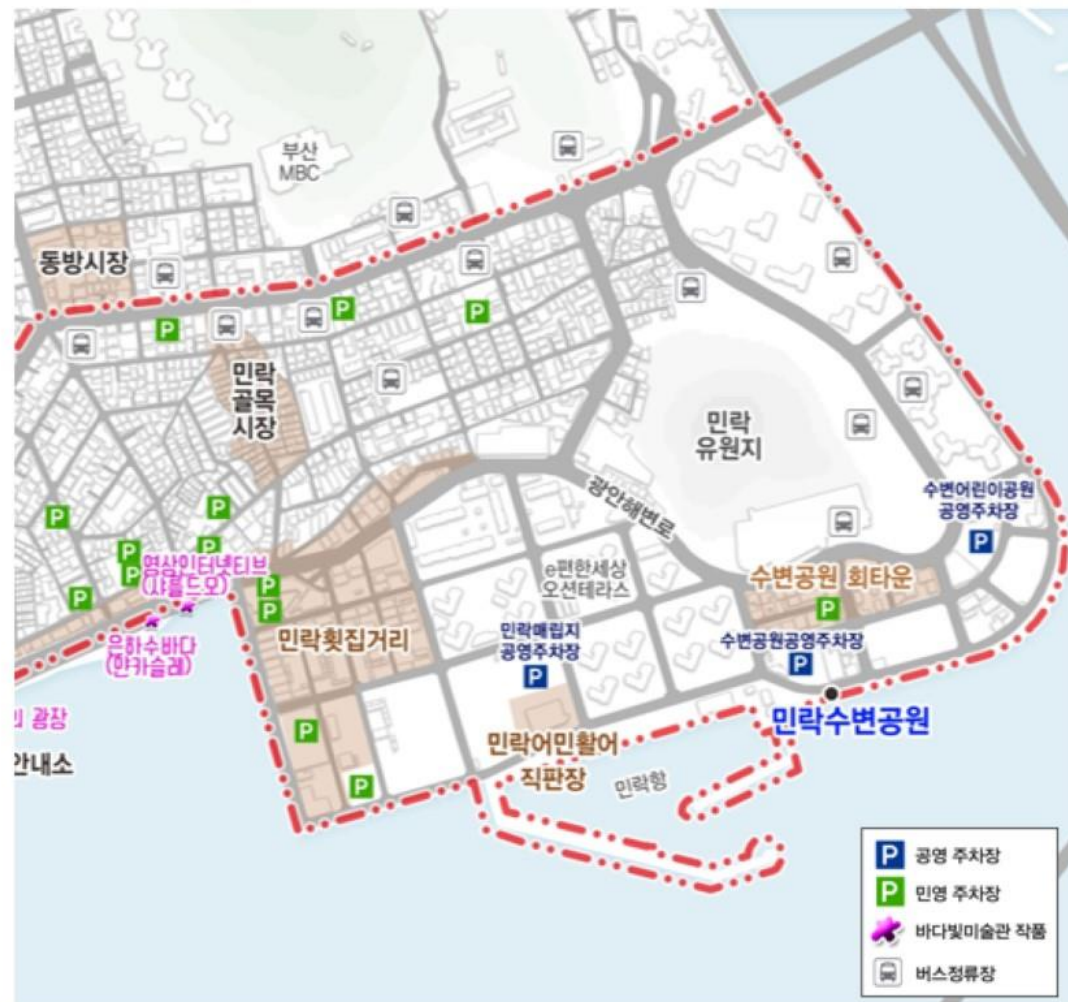 부산
MBC
동방시장
민락
골목
시장
민락
유원지
광안해변로
수변어린이공원
공영주차장
P
e편한세상
오션테라스
수변공원 회타운
영상인터넷티브
(샤를드모)
은하수바다
(얀카슬레)
민락횟집거리
민락매립지
공영주차장
P
수변공원공영주차장
P
민락수변공원
광장
안내소
민락어민활어
직판장
민락항
P 공영 주차장
P 민영 주차장
바다빛미술관 작품
버스정류장